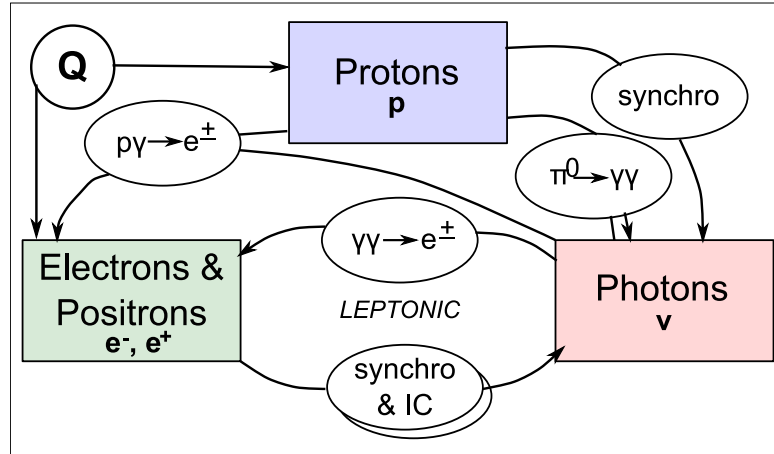 Q
Protons
p
synchro
pγ→e±
π⁰→γγ
γγ→e±
Electrons &
Positrons
e⁻, e⁺
LEPTONIC
Photons
ν
synchro
& IC